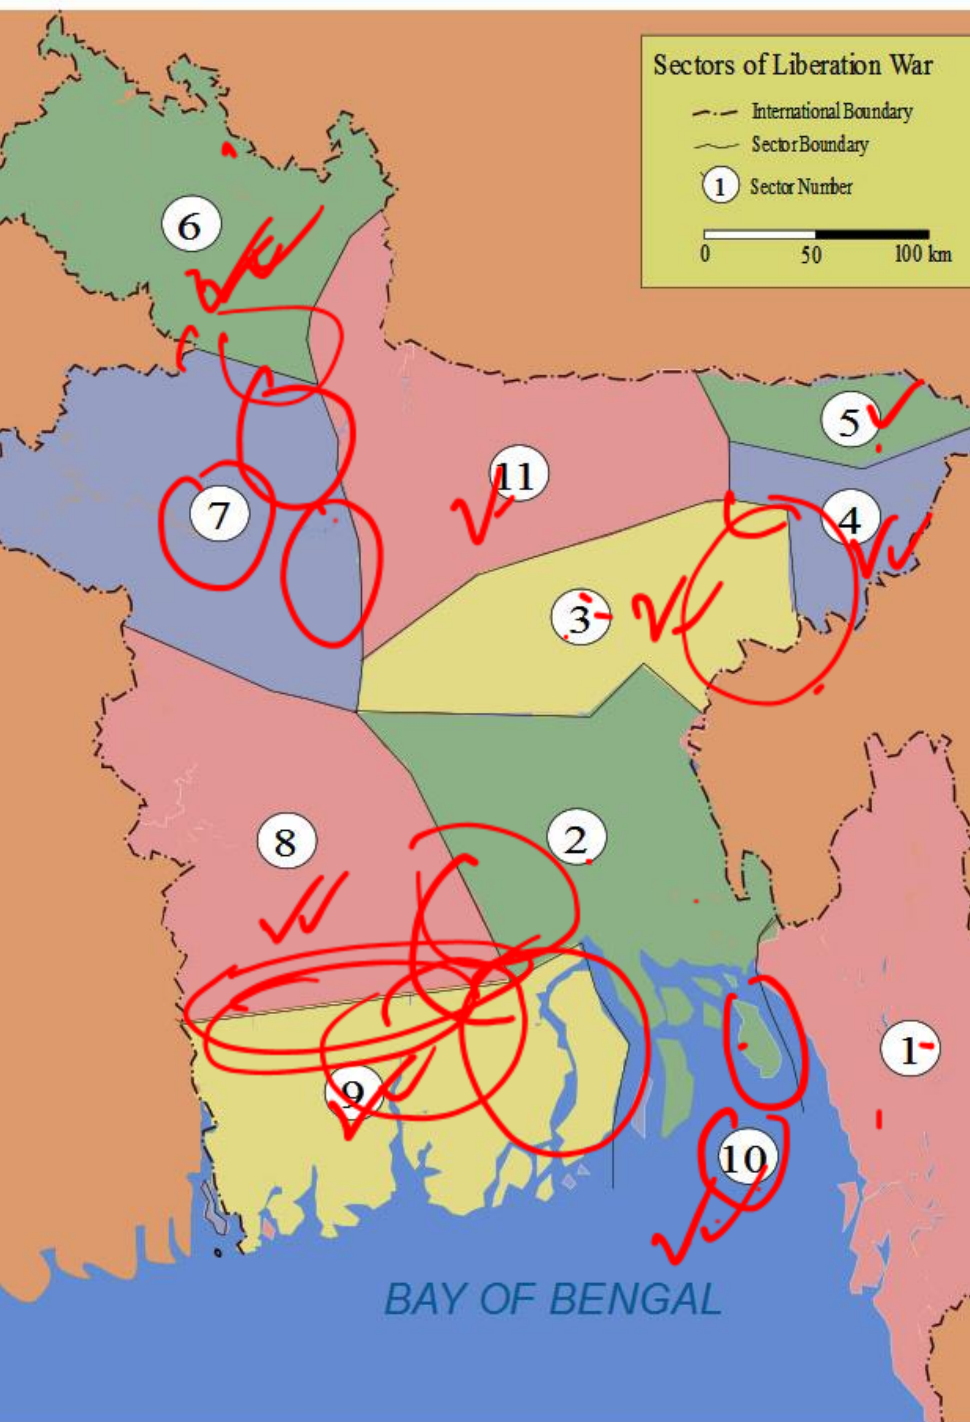 Sectors of Liberation War
International Boundary
Sector Boundary
1 Sector Number
0 50 100 km
6
5
11
4
7
3
2
8
1
9
10
BAY OF BENGAL